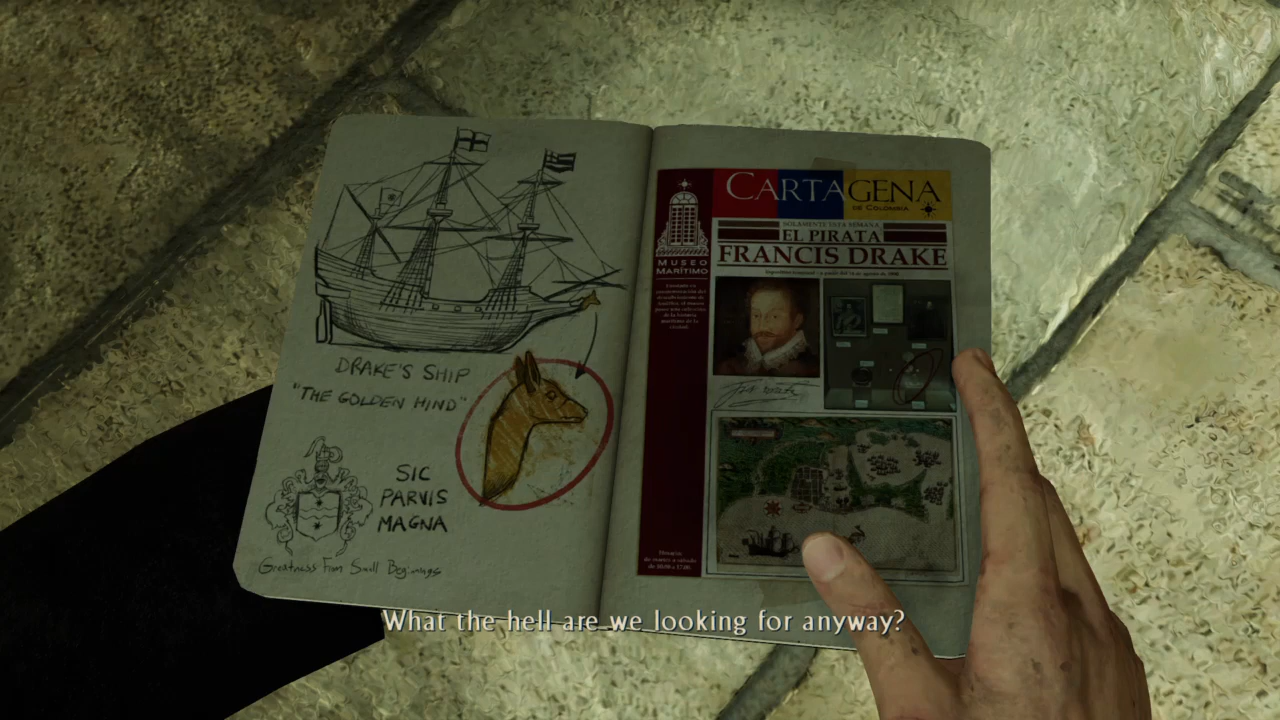 DRAKE'S SHIP
"THE GOLDEN HIND"
SIC
PARVIS
MAGNA
Greatness From Small Beginings
CARTAGENA
DE COLOMBIA
SOLAMENTE ESTA SEMANA
EL PIRATA
FRANCIS DRAKE
MUSEO
MARÍTIMO
What the hell are we looking for anyway?